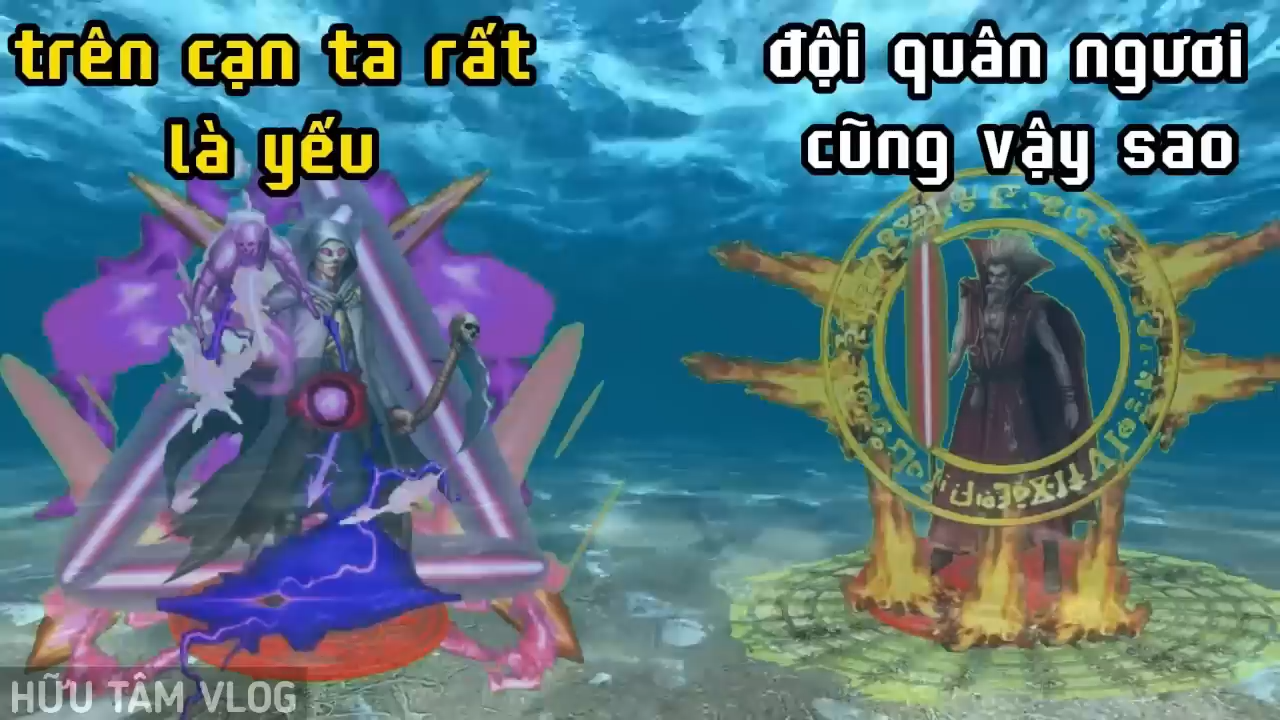 trên cạn ta rất
là yếu
đội quân ngươi
cũng vậy sao
HỮU TÂM VLOG